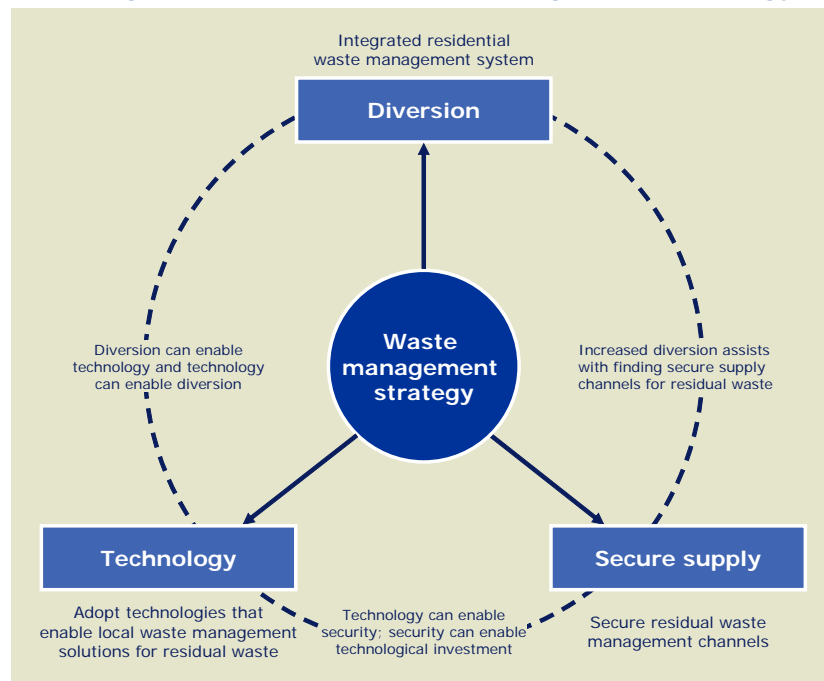 Integrated residential
waste management system
Diversion
Waste
management
strategy
Diversion can enable
technology and technology
can enable diversion
Increased diversion assists
with finding secure supply
channels for residual waste
Technology
Secure supply
Adopt technologies that
enable local waste management
solutions for residual waste
Technology can enable
security; security can enable
technological investment
Secure residual waste
management channels